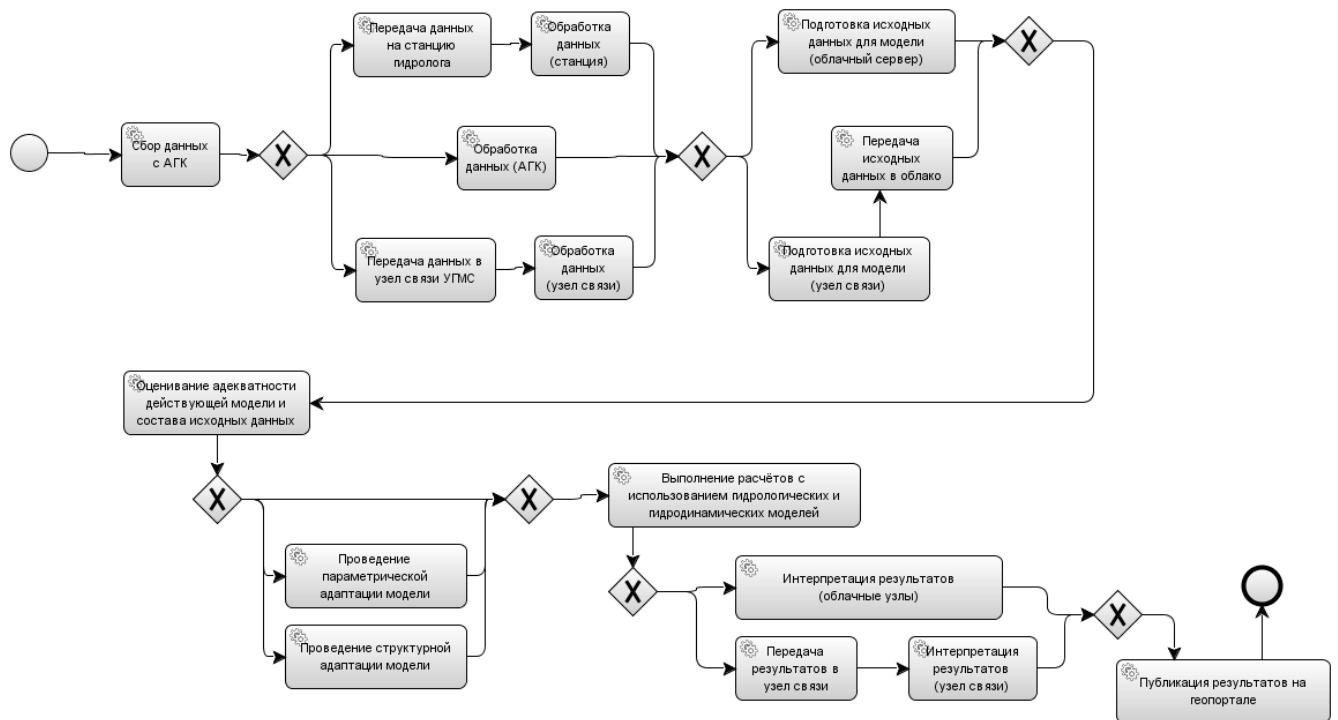 Передача данных
на станцию
гидролога
Обработка
данных
(станция)
Подготовка исходных
данных для модели
(облачный сервер)
X
Сбор данных
с АГК
X
Обработка
данных (АГК)
X
Передача
исходных
данных в облако
Передача данных в
узел связи УГМС
Обработка
данных
(узел связи)
Подготовка исходных
данных для модели
(узел связи)
Оценивание адекватности
действующей модели и
состава исходных данных
X
X
Выполнение расчётов с
использованием гидрологических и
гидродинамических моделей
Проведение
параметрической
адаптации модели
Проведение структурной
адаптации модели
X
Интерпретация результатов
(облачные узлы)
Передача
результатов в
узел связи
Интерпретация
результатов
(узел связи)
X
Публикация результатов на
геопортале